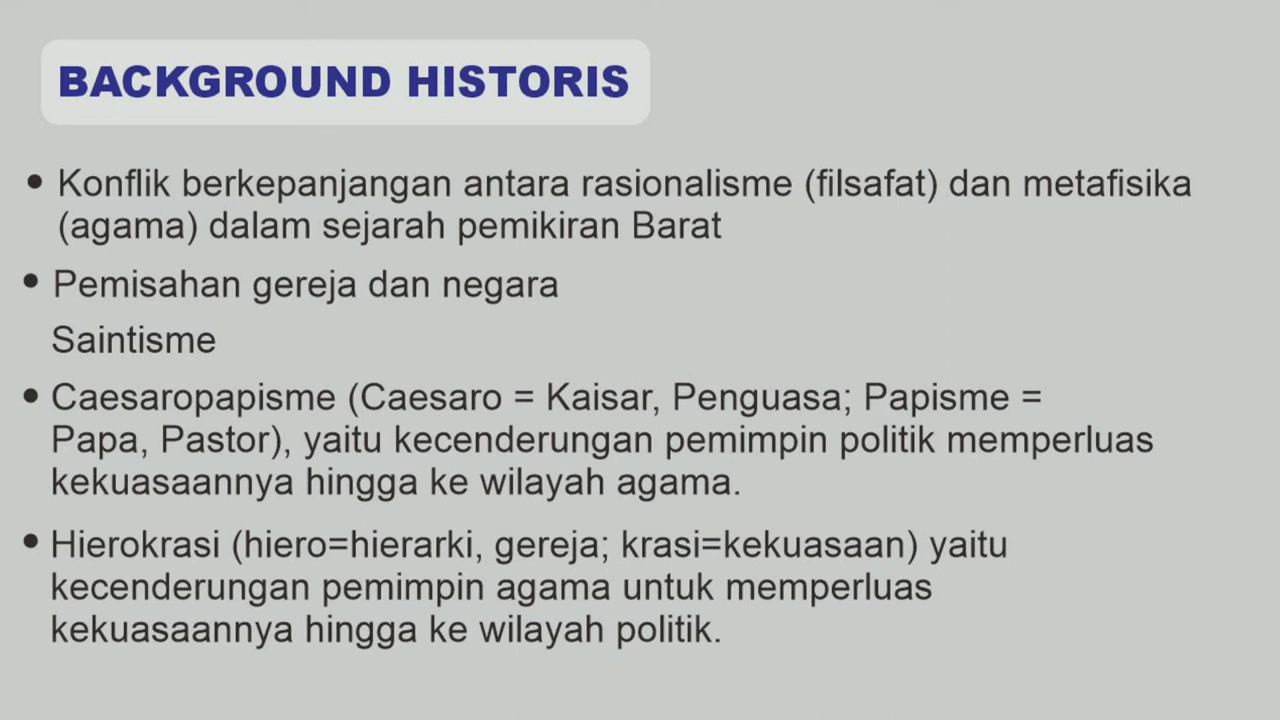 BACKGROUND HISTORIS
• Konflik berkepanjangan antara rasionalisme (filsafat) dan metafisika
(agama) dalam sejarah pemikiran Barat
• Pemisahan gereja dan negara
Saintisme
• Caesaropapisme (Caesaro = Kaisar, Penguasa; Papisme =
Papa, Pastor), yaitu kecenderungan pemimpin politik memperluas
kekuasaannya hingga ke wilayah agama.
• Hierokrasi (hiero=hierarki, gereja; krasi=kekuasaan) yaitu
kecenderungan pemimpin agama untuk memperluas
kekuasaannya hingga ke wilayah politik.